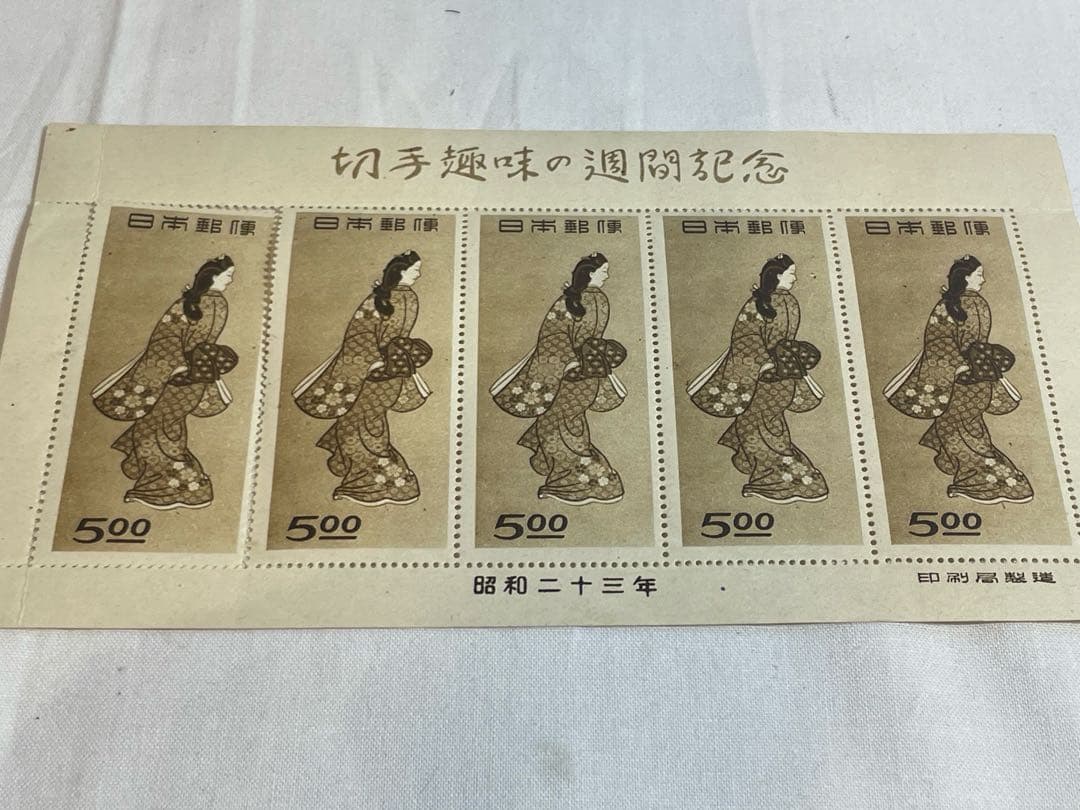 切手趣味の週間記念
日本郵便 日本郵便 日本郵便 日本郵便 日本郵便
5.00 5.00 5.00 5.00 5.00
昭和二十三年
印刷局製造